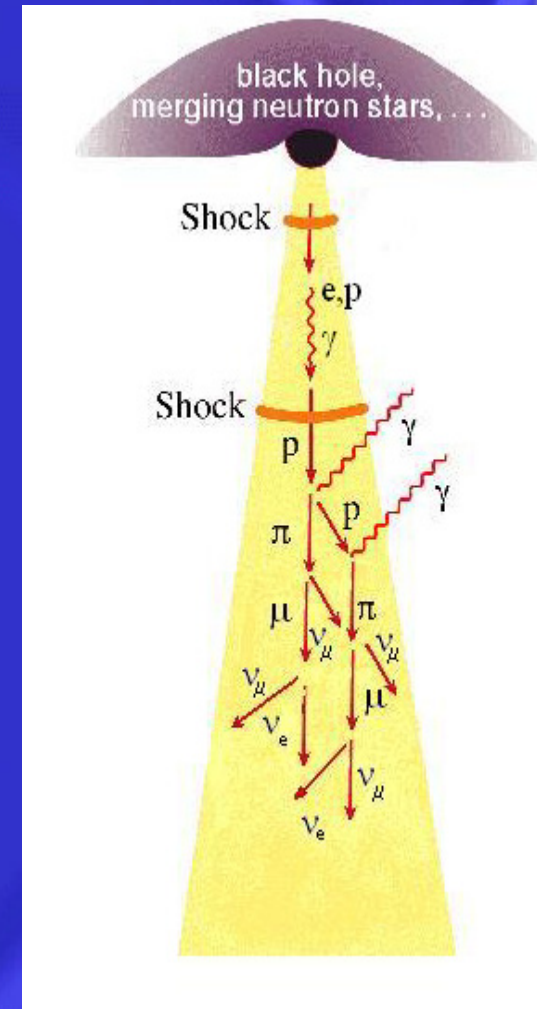 black hole,
merging neutron stars, . . .
Shock
e,p
γ
Shock
p
γ
γ
p
π
μ
π
ν_μ
ν_μ
ν_μ
μ
ν_e
ν_μ
ν_e